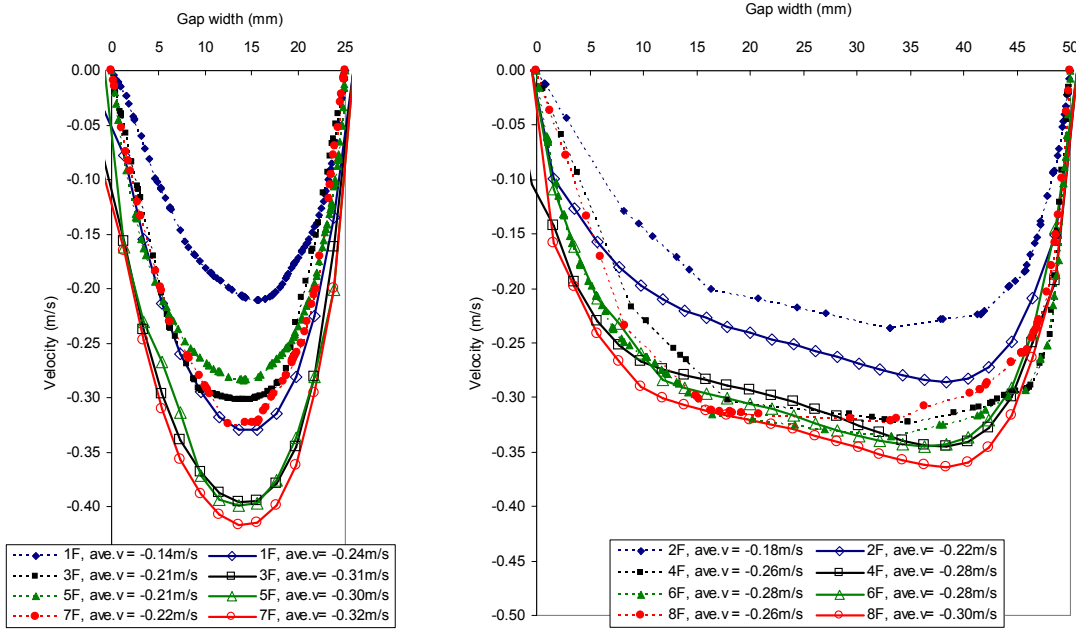 Gap width (mm)
0 5 10 15 20 25
0.00
-0.05
-0.10
-0.15
-0.20
-0.25
-0.30
-0.35
-0.40
Velocity (m/s)
1F, ave.v = -0.14m/s 1F, ave.v= -0.24m/s
3F, ave.v = -0.21m/s 3F, ave.v= -0.31m/s
5F, ave.v = -0.21m/s 5F, ave.v= -0.30m/s
7F, ave.v= -0.22m/s 7F, ave.v= -0.32m/s
Gap width (mm)
0 5 10 15 20 25 30 35 40 45 50
0.00
-0.05
-0.10
-0.15
-0.20
-0.25
-0.30
-0.35
-0.40
-0.45
-0.50
Velocity (m/s)
2F, ave.v = -0.18m/s 2F, ave.v= -0.22m/s
4F, ave.v = -0.26m/s 4F, ave.v= -0.28m/s
6F, ave.v = -0.28m/s 6F, ave.v= -0.28m/s
8F, ave.v = -0.26m/s 8F, ave.v= -0.30m/s